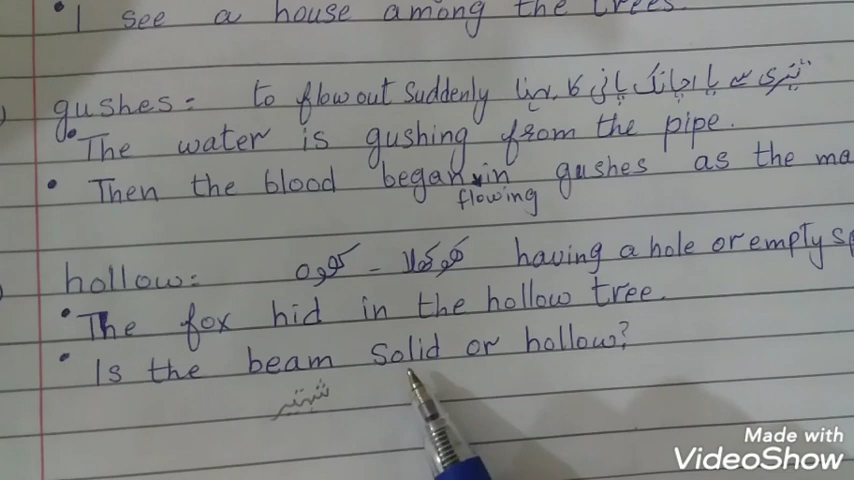 • I see a house among the trees.
gushes: to flow out suddenly تیزی سے یا اچانک پانی کا بہنا
• The water is gushing from the pipe.
• Then the blood began in gushes as the ma
flowing
hollow: کھوکھلا - کھوہ having a hole or empty sp
• The fox hid in the hollow tree.
• Is the beam solid or hollow?
شہتیر
Made with
VideoShow